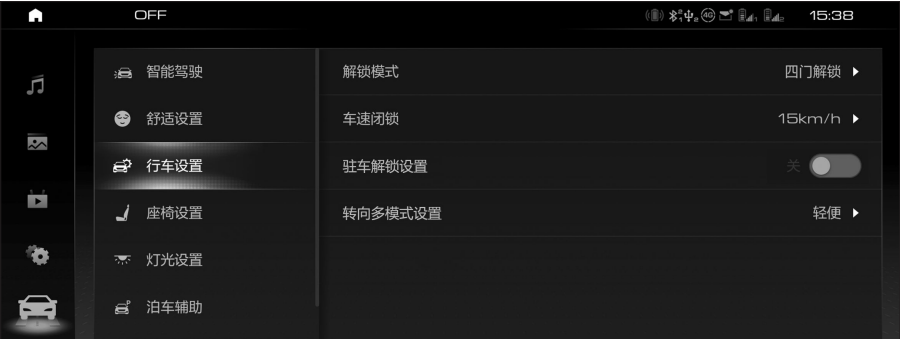 OFF
4G
15:38
智能驾驶
解锁模式
四门解锁
舒适设置
车速闭锁
15km/h
行车设置
驻车解锁设置
关
座椅设置
转向多模式设置
轻便
灯光设置
泊车辅助